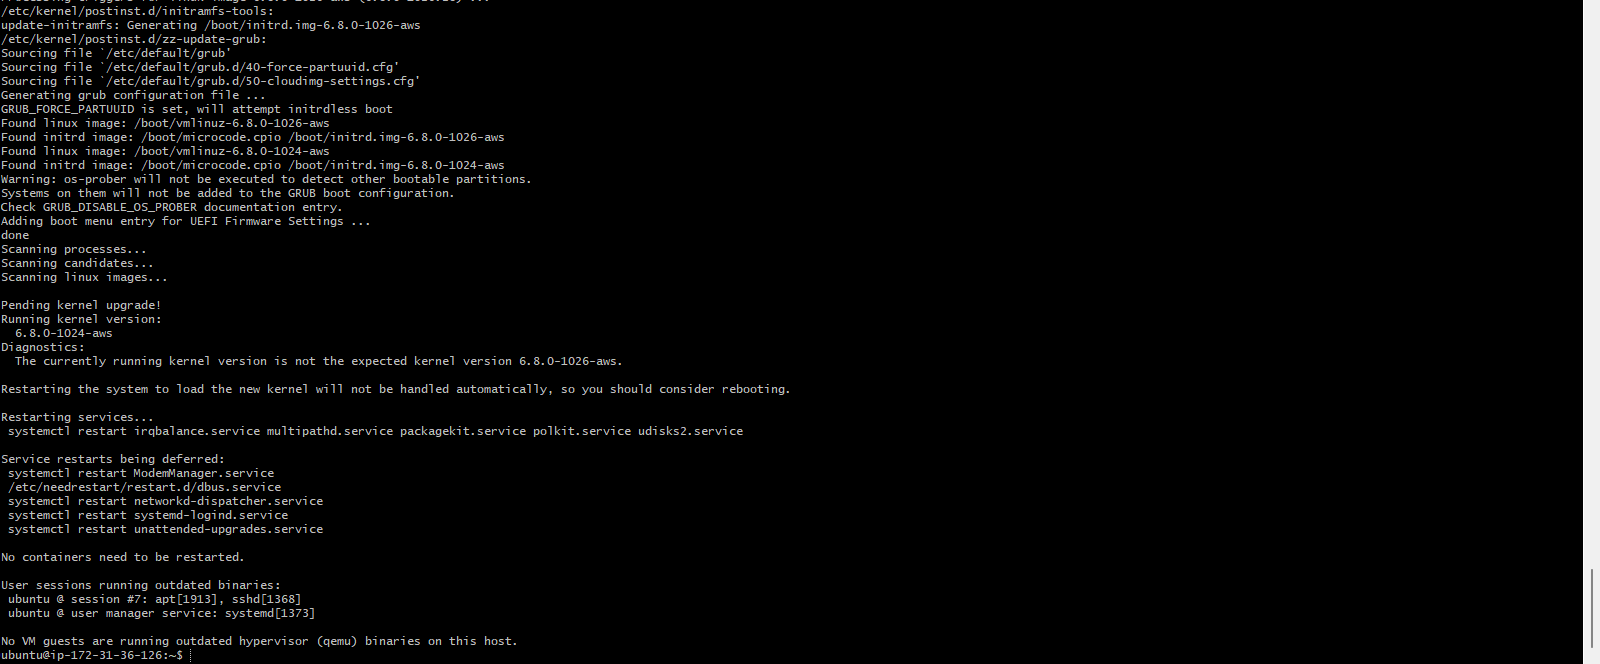 /etc/kernel/postinst.d/initramfs-tools:
update-initramfs: Generating /boot/initrd.img-6.8.0-1026-aws
/etc/kernel/postinst.d/zz-update-grub:
Sourcing file `/etc/default/grub'
Sourcing file `/etc/default/grub.d/40-force-partuuid.cfg'
Sourcing file `/etc/default/grub.d/50-cloudimg-settings.cfg'
Generating grub configuration file ...
GRUB_FORCE_PARTUUID is set, will attempt initrdless boot
Found linux image: /boot/vmlinuz-6.8.0-1026-aws
Found initrd image: /boot/microcode.cpio /boot/initrd.img-6.8.0-1026-aws
Found linux image: /boot/vmlinuz-6.8.0-1024-aws
Found initrd image: /boot/microcode.cpio /boot/initrd.img-6.8.0-1024-aws
Warning: os-prober will not be executed to detect other bootable partitions.
Systems on them will not be added to the GRUB boot configuration.
Check GRUB_DISABLE_OS_PROBER documentation entry.
Adding boot menu entry for UEFI Firmware Settings ...
done
Scanning processes...
Scanning candidates...
Scanning linux images...
Pending kernel upgrade!
Running kernel version:
6.8.0-1024-aws
Diagnostics:
The currently running kernel version is not the expected kernel version 6.8.0-1026-aws.
Restarting the system to load the new kernel will not be handled automatically, so you should consider rebooting.
Restarting services...
systemctl restart irqbalance.service multipathd.service packagekit.service polkit.service udisks2.service
Service restarts being deferred:
systemctl restart ModemManager.service
/etc/needrestart/restart.d/dbus.service
systemctl restart networkd-dispatcher.service
systemctl restart systemd-logind.service
systemctl restart unattended-upgrades.service
No containers need to be restarted.
User sessions running outdated binaries:
ubuntu @ session #7: apt[1913], sshd[1368]
ubuntu @ user manager service: systemd[1373]
No VM guests are running outdated hypervisor (qemu) binaries on this host.
ubuntu@ip-172-31-36-126:~$